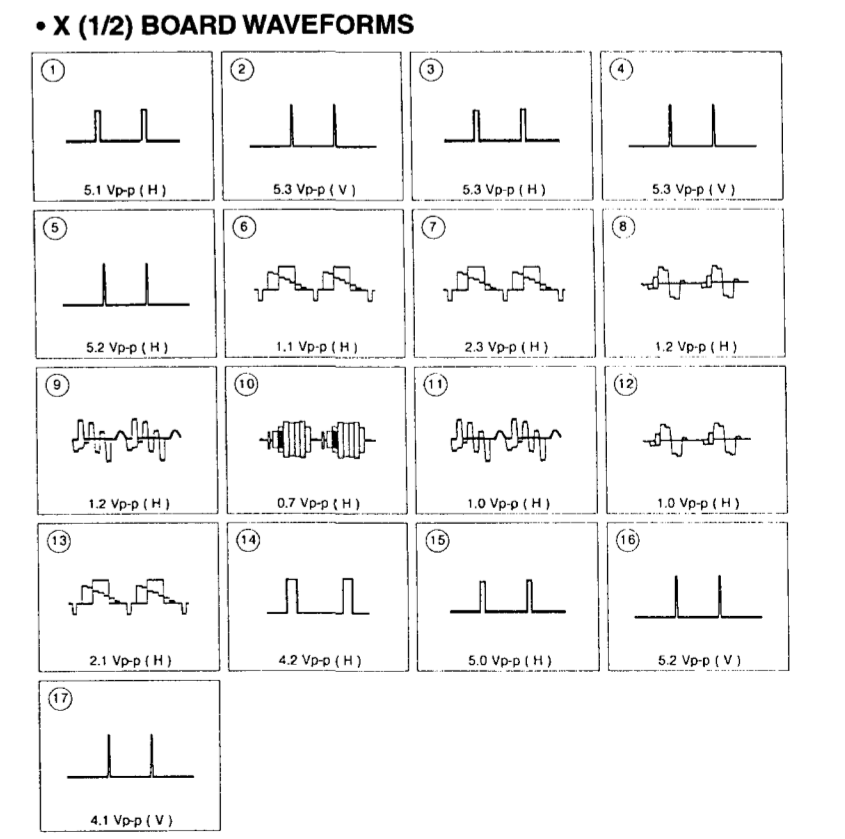 • X (1/2) BOARD WAVEFORMS
1
2
3
4
5.1 Vp-p ( H )
5.3 Vp-p ( V )
5.3 Vp-p ( H )
5.3 Vp-p ( V )
5
6
7
8
5.2 Vp-p ( H )
1.1 Vp-p ( H )
2.3 Vp-p ( H )
1.2 Vp-p ( H )
9
10
11
12
1.2 Vp-p ( H )
0.7 Vp-p ( H )
1.0 Vp-p ( H )
1.0 Vp-p ( H )
13
14
15
16
2.1 Vp-p ( H )
4.2 Vp-p ( H )
5.0 Vp-p ( H )
5.2 Vp-p ( V )
17
4.1 Vp-p ( V )